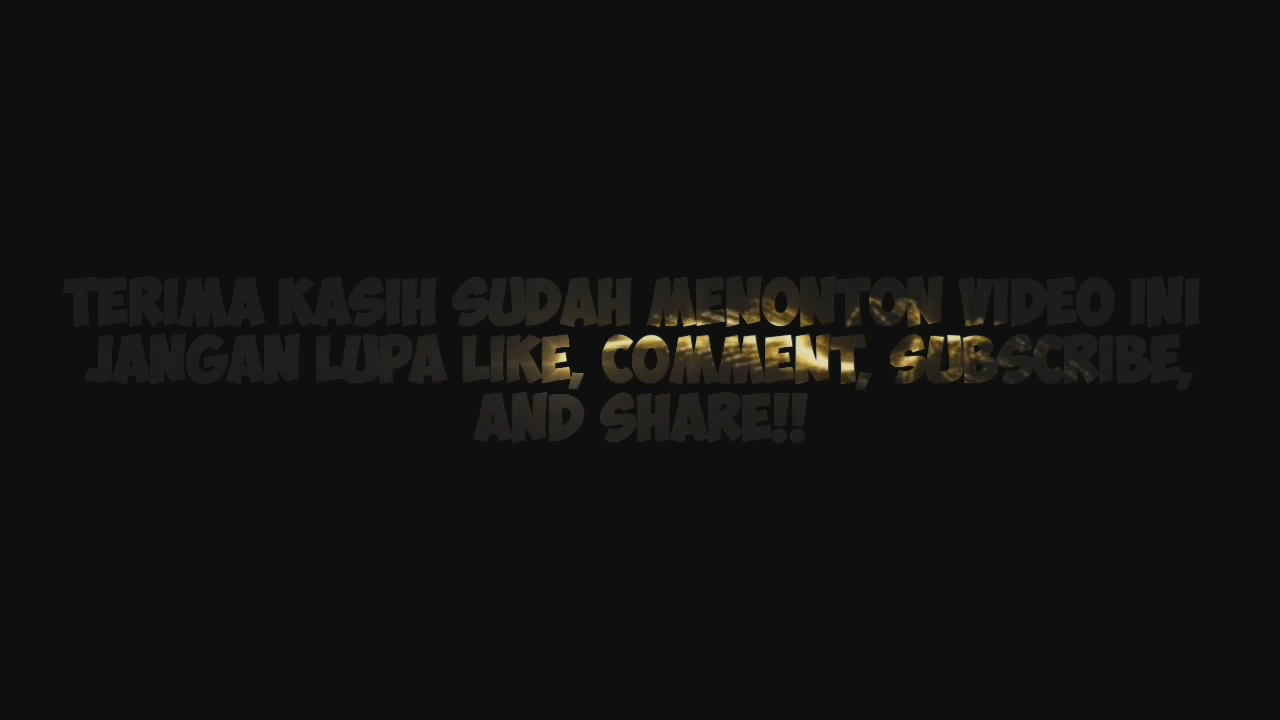 TERIMA KASIH SUDAH MENONTON VIDEO INI
JANGAN LUPA LIKE, COMMENT, SUBSCRIBE,
AND SHARE!!